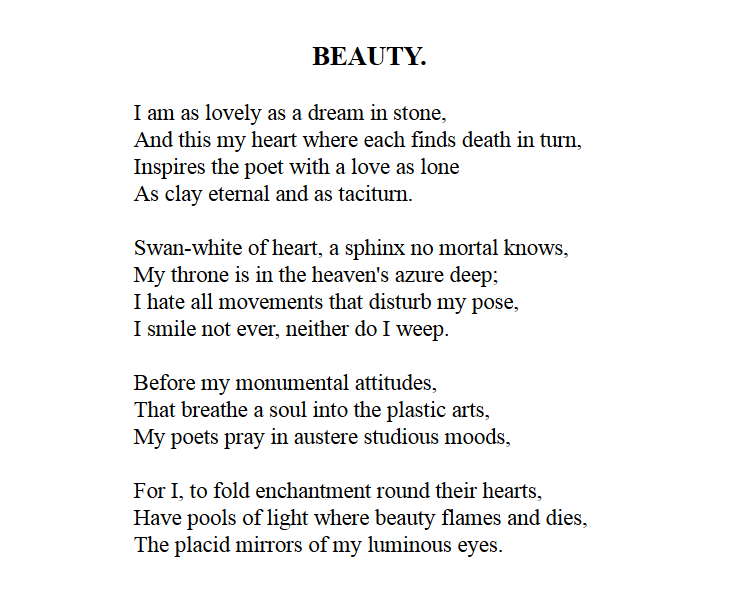 BEAUTY.
I am as lovely as a dream in stone,
And this my heart where each finds death in turn,
Inspires the poet with a love as lone
As clay eternal and as taciturn.
Swan-white of heart, a sphinx no mortal knows,
My throne is in the heaven's azure deep;
I hate all movements that disturb my pose,
I smile not ever, neither do I weep.
Before my monumental attitudes,
That breathe a soul into the plastic arts,
My poets pray in austere studious moods,
For I, to fold enchantment round their hearts,
Have pools of light where beauty flames and dies,
The placid mirrors of my luminous eyes.